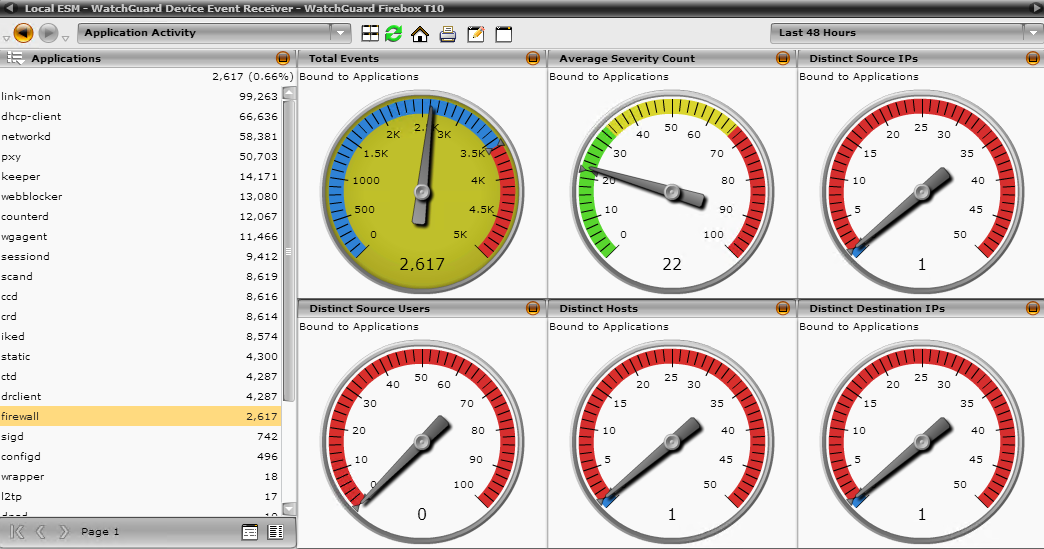 Local ESM - WatchGuard Device Event Receiver - WatchGuard Firebox T10
Application Activity
Last 48 Hours
Applications
2,617 (0.66%)
link-mon 99,263
dhcp-client 66,636
networkd 58,381
pxy 50,703
keeper 14,171
webblocker 13,080
counterd 12,067
wgagent 11,466
sessiond 9,412
scand 8,619
ccd 8,616
crd 8,614
iked 8,574
static 4,300
ctd 4,287
drclient 4,287
firewall 2,617
sigd 742
configd 496
wrapper 18
l2tp 17
Page 1
Total Events
Bound to Applications
0 500 1000 1.5K 2K 3K 3.5K 4K 4.5K 5K
2,617
Average Severity Count
Bound to Applications
0 10 20 30 40 50 60 70 80 90 100
22
Distinct Source IPs
Bound to Applications
10 15 20 25 30 35 40 45 50
1
Distinct Source Users
Bound to Applications
0 10 20 30 40 50 60 70 80 90 100
0
Distinct Hosts
Bound to Applications
10 15 20 25 30 35 40 45 50
1
Distinct Destination IPs
Bound to Applications
10 15 20 25 30 35 40 45 50
1